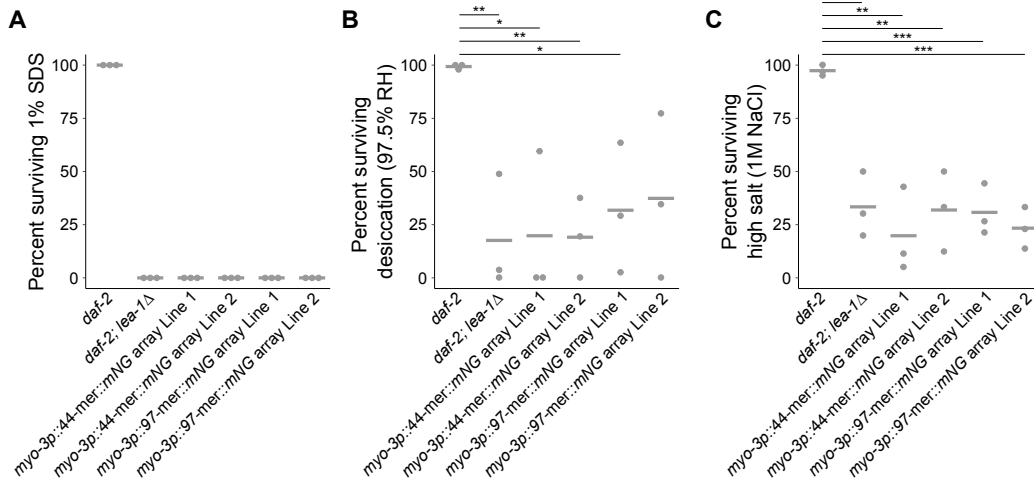 A
Percent surviving 1% SDS
100
75
50
25
0
daf-2
daf-2; lea-1Δ
myo-3p::44-mer::mNG array Line 1
myo-3p::44-mer::mNG array Line 2
myo-3p::97-mer::mNG array Line 1
myo-3p::97-mer::mNG array Line 2
B
**
*
**
*
Percent surviving
desiccation (97.5% RH)
100
75
50
25
0
daf-2
daf-2; lea-1Δ
myo-3p::44-mer::mNG array Line 1
myo-3p::44-mer::mNG array Line 2
myo-3p::97-mer::mNG array Line 1
myo-3p::97-mer::mNG array Line 2
C
**
**
***
***
Percent surviving
high salt (1M NaCl)
100
75
50
25
0
daf-2
daf-2; lea-1Δ
myo-3p::44-mer::mNG array Line 1
myo-3p::44-mer::mNG array Line 2
myo-3p::97-mer::mNG array Line 1
myo-3p::97-mer::mNG array Line 2